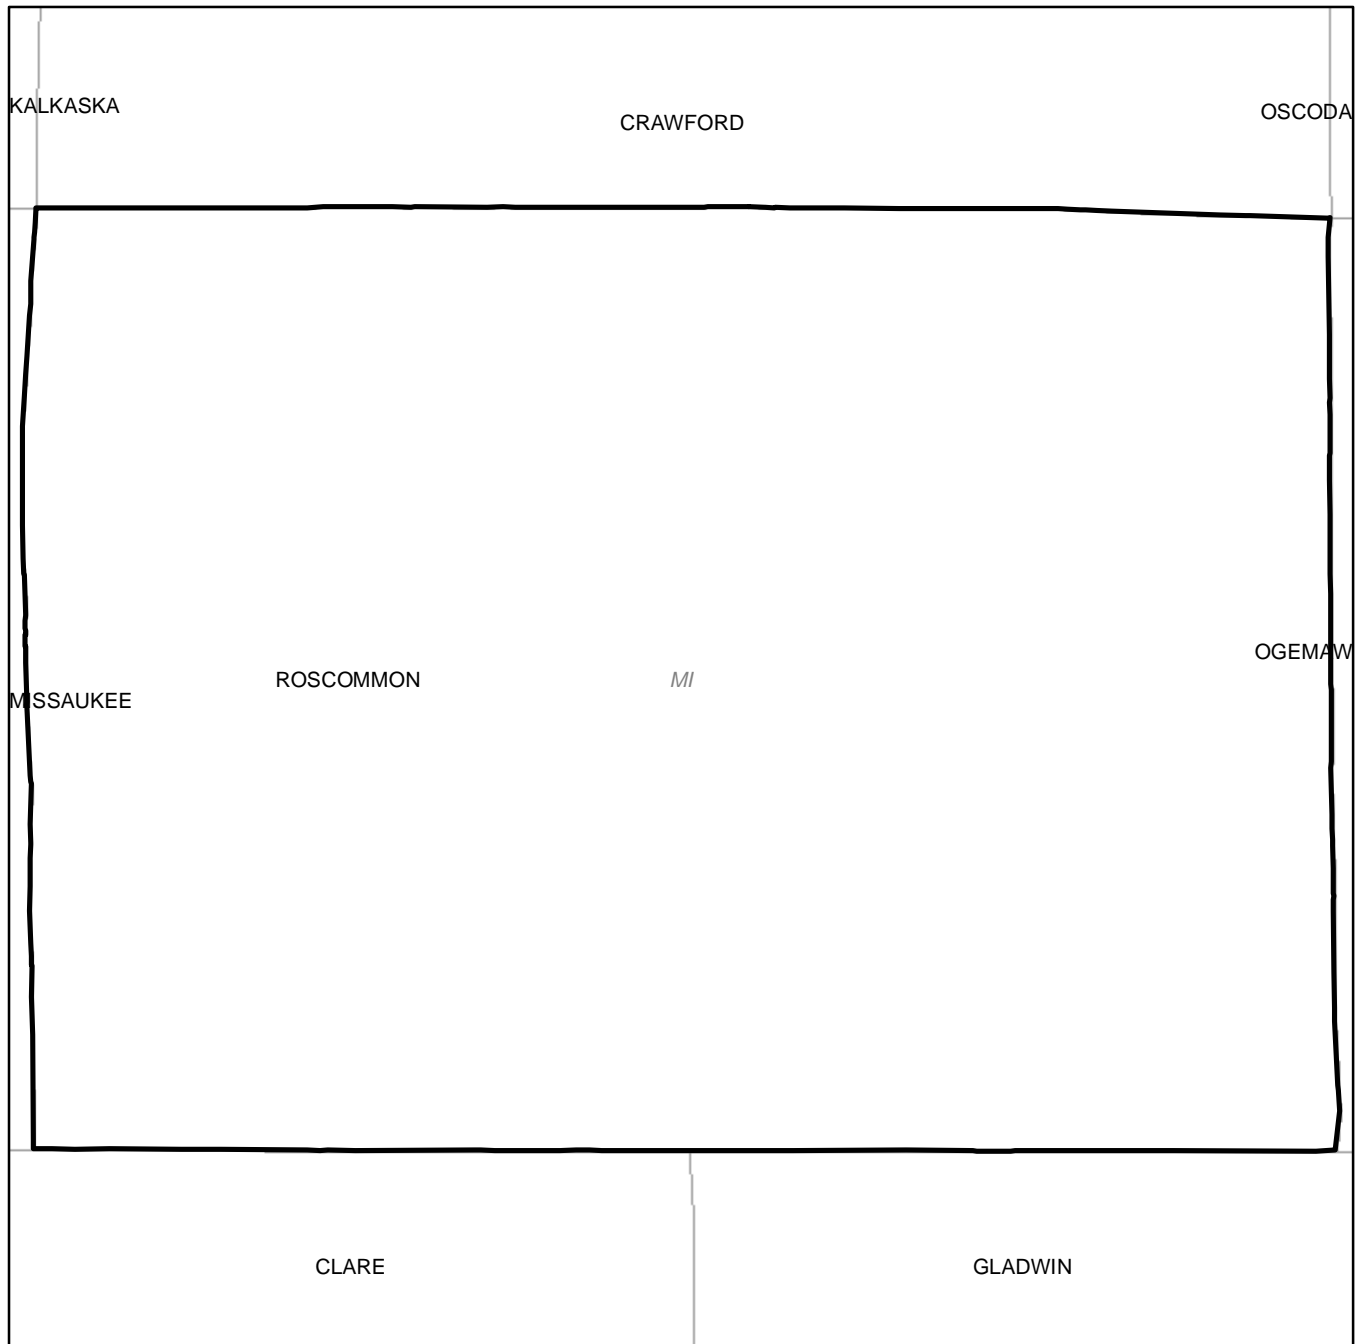 KALKASKA
CRAWFORD
OSCODA
OGEMAW
ROSCOMMON
MI
MISSAUKEE
CLARE
GLADWIN